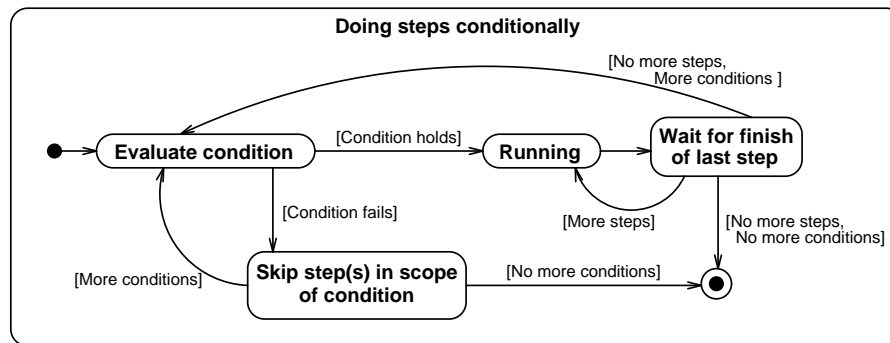 Doing steps conditionally
[No more steps,
More conditions ]
Evaluate condition
[Condition holds]
Running
Wait for finish
of last step
[Condition fails]
[More steps]
[No more steps,
No more conditions]
[More conditions]
Skip step(s) in scope
of condition
[No more conditions]